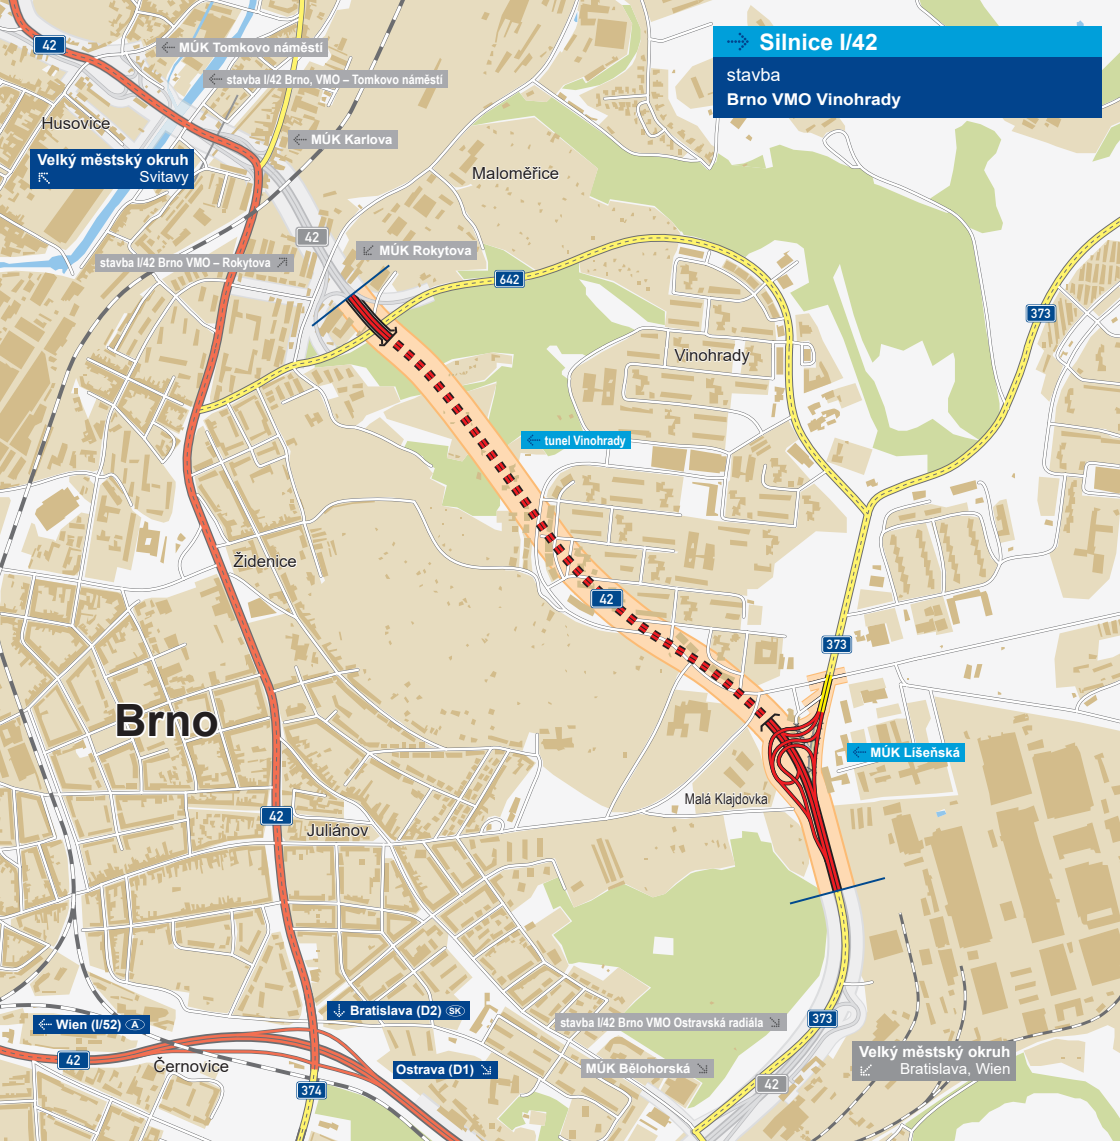 Silnice I/42
stavba
Brno VMO Vinohrady
42
MÚK Tomkovo náměstí
stavba I/42 Brno, VMO – Tomkovo náměstí
Husovice
MÚK Karlova
Velký městský okruh
Svitavy
Maloměřice
42
MÚK Rokytova
stavba I/42 Brno VMO – Rokytova
642
373
Vinohrady
tunel Vinohrady
Židenice
42
373
Brno
MÚK Líšeňská
Malá Klajdovka
42
Juliánov
Bratislava (D2) SK
Wien (I/52) A
stavba I/42 Brno VMO Ostravská radiála
373
42
Černovice
Ostrava (D1)
MÚK Bělohorská
Velký městský okruh
Bratislava, Wien
374
42